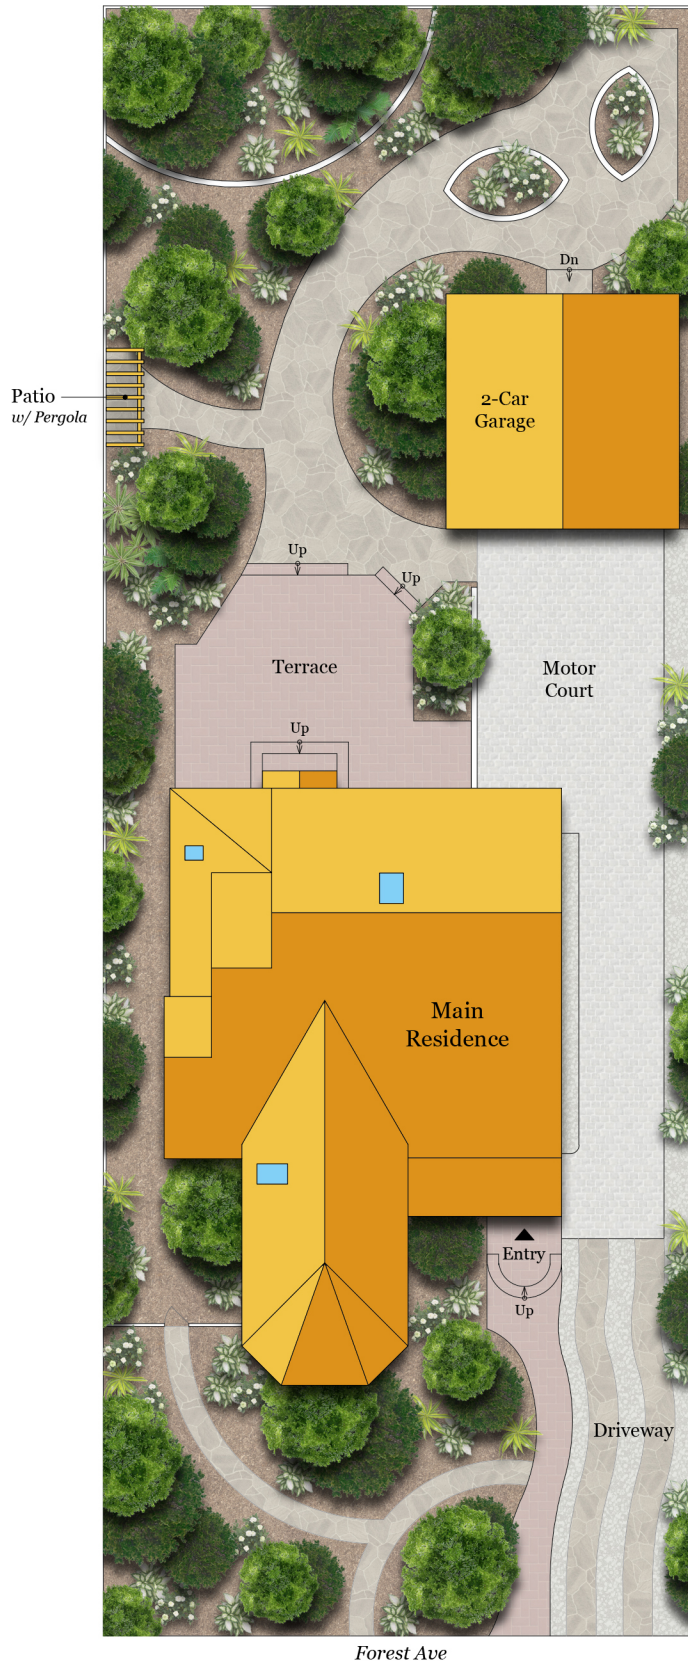 Dn
Patio
w/ Pergola
2-Car
Garage
Up
Up
Terrace
Motor
Court
Up
Main
Residence
Entry
Up
Driveway
Forest Ave